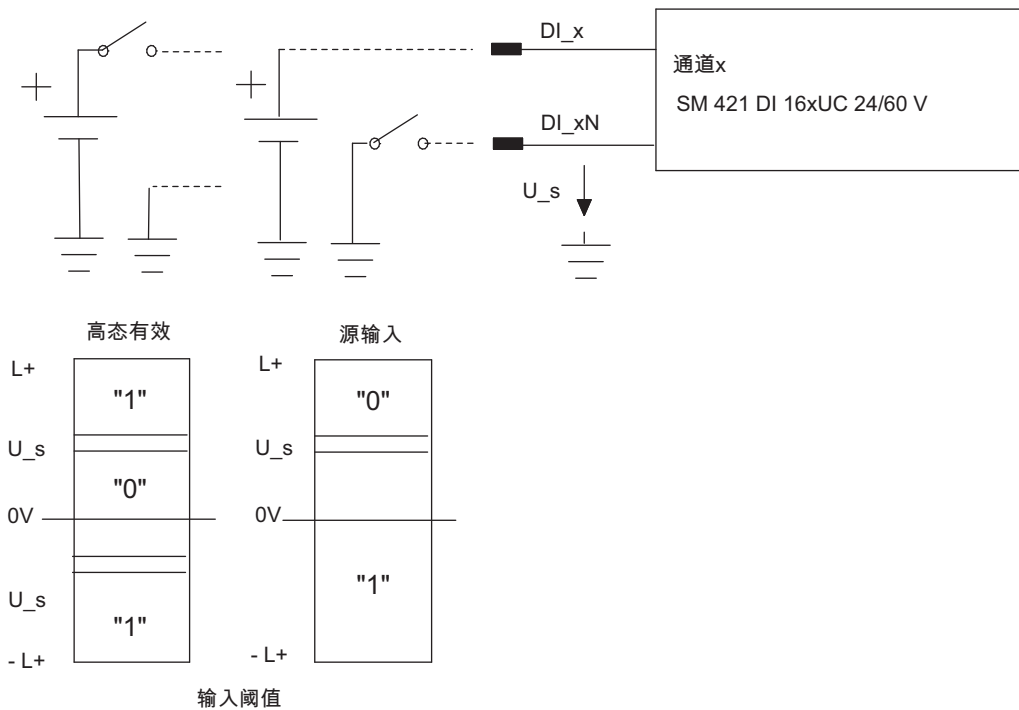 DI_x
通道x
SM 421 DI 16xUC 24/60 V
DI_xN
U_s
高态有效
源输入
L+
"1"
L+
"0"
U_s
U_s
"0"
0V
0V
"1"
U_s
"1"
- L+
- L+
输入阈值